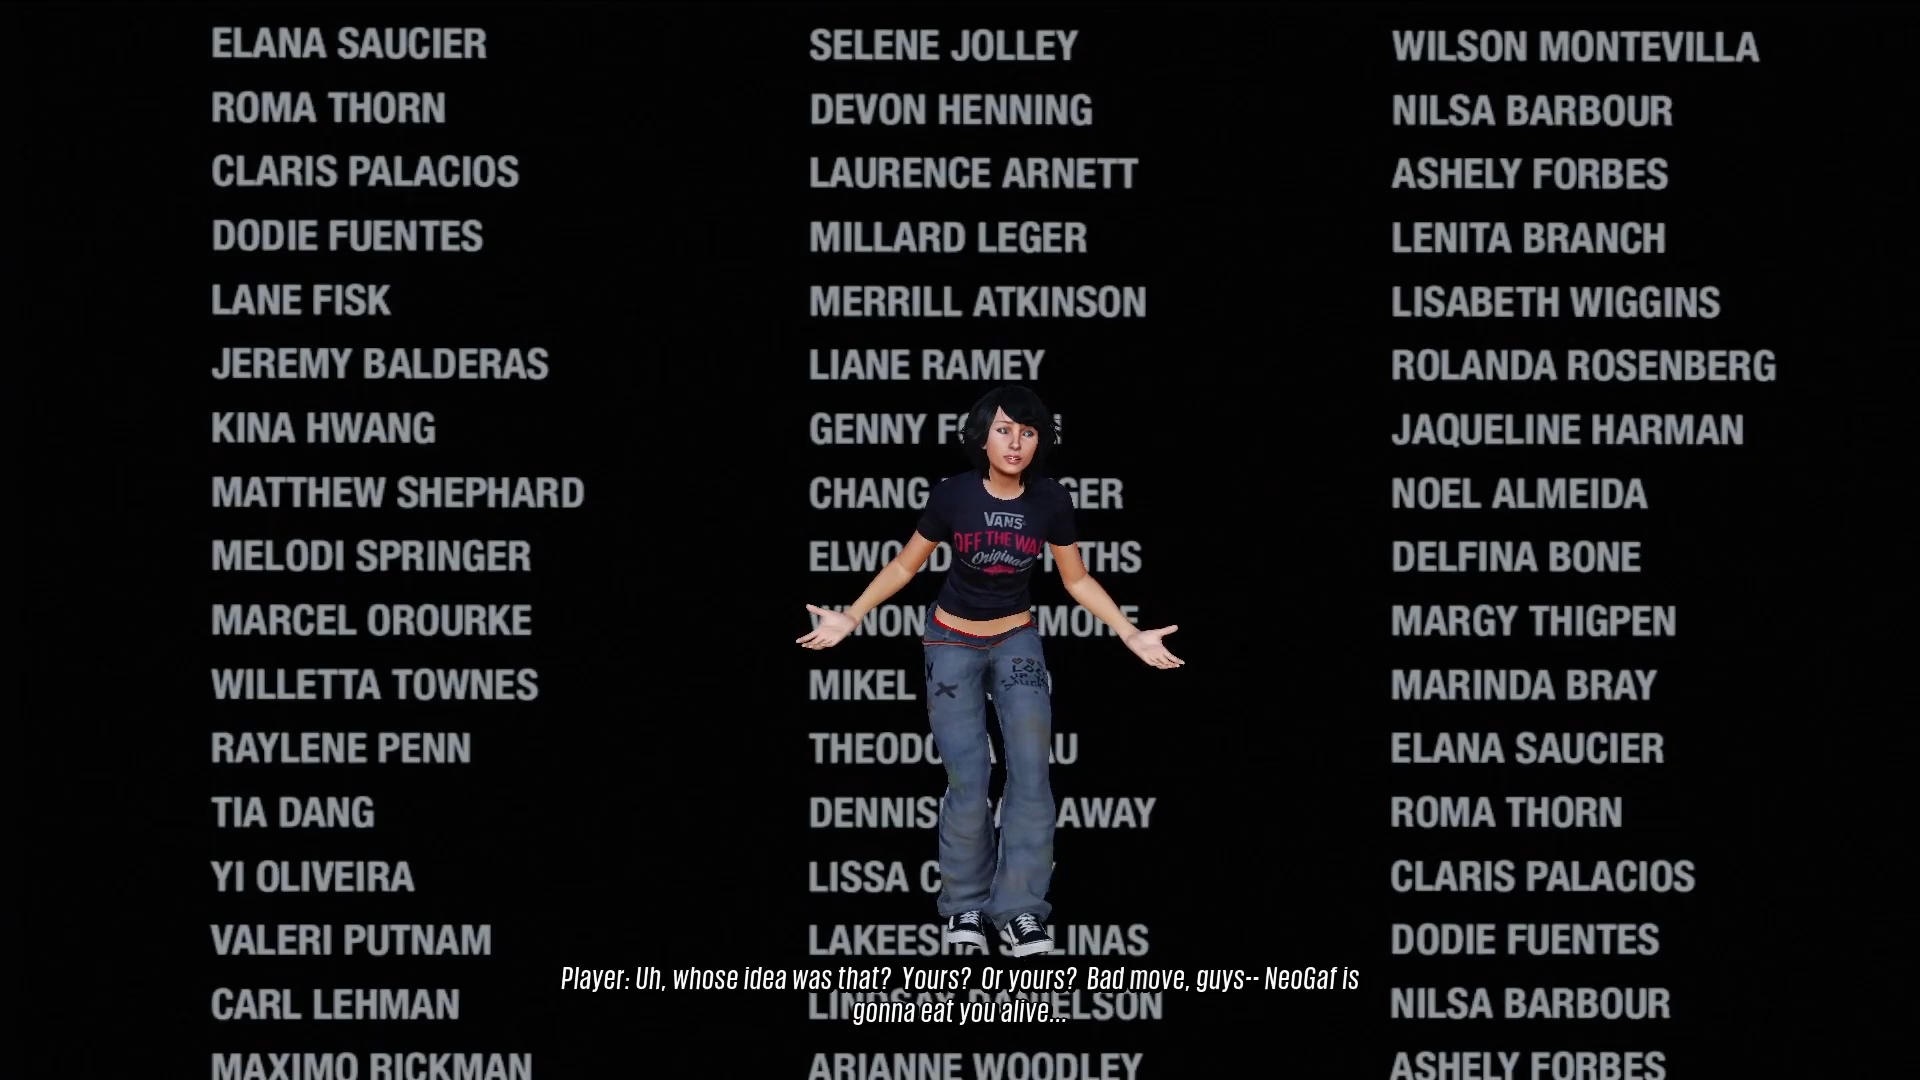 ELANA SAUCIER
ROMA THORN
CLARIS PALACIOS
DODIE FUENTES
LANE FISK
JEREMY BALDERAS
KINA HWANG
MATTHEW SHEPHARD
MELODI SPRINGER
MARCEL OROURKE
WILLETTA TOWNES
RAYLENE PENN
TIA DANG
YI OLIVEIRA
VALERI PUTNAM
CARL LEHMAN
MAXIMO RICKMAN
SELENE JOLLEY
DEVON HENNING
LAURENCE ARNETT
MILLARD LEGER
MERRILL ATKINSON
LIANE RAMEY
GENNY
CHANG
MIKEL
LISSA
LINDSAY DANIELSON
ARIANNE WOODLEY
WILSON MONTEVILLA
NILSA BARBOUR
ASHELY FORBES
LENITA BRANCH
LISABETH WIGGINS
ROLANDA ROSENBERG
JAQUELINE HARMAN
NOEL ALMEIDA
DELFINA BONE
MARGY THIGPEN
MARINDA BRAY
ELANA SAUCIER
ROMA THORN
CLARIS PALACIOS
DODIE FUENTES
NILSA BARBOUR
ASHELY FORBES
VANS
OFF THE WALL
Original
Player: Uh, whose idea was that? Yours? Or yours? Bad move, guys-- NeoGaf is
gonna eat you alive...